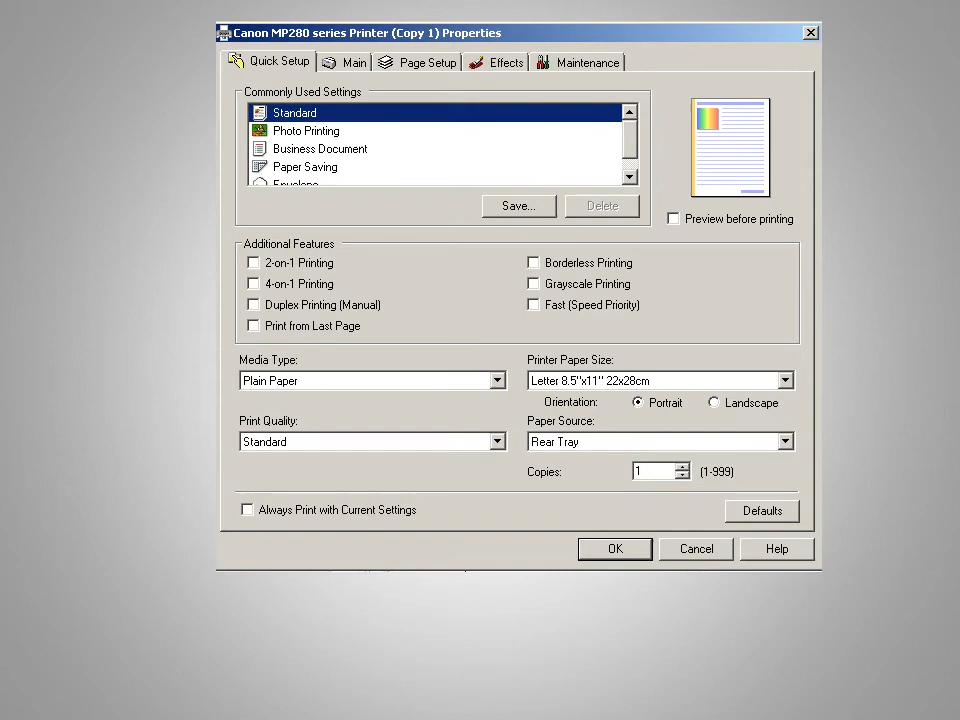 Canon MP280 series Printer (Copy 1) Properties
Quick Setup Main Page Setup Effects Maintenance
Commonly Used Settings
Standard
Photo Printing
Business Document
Paper Saving
Envelope
Save... Delete
Preview before printing
Additional Features
2-on-1 Printing Borderless Printing
4-on-1 Printing Grayscale Printing
Duplex Printing (Manual) Fast (Speed Priority)
Print from Last Page
Media Type: Printer Paper Size:
Plain Paper Letter 8.5"x11" 22x28cm
Orientation: Portrait Landscape
Print Quality: Paper Source:
Standard Rear Tray
Copies: 1 (1-999)
Always Print with Current Settings Defaults
OK Cancel Help